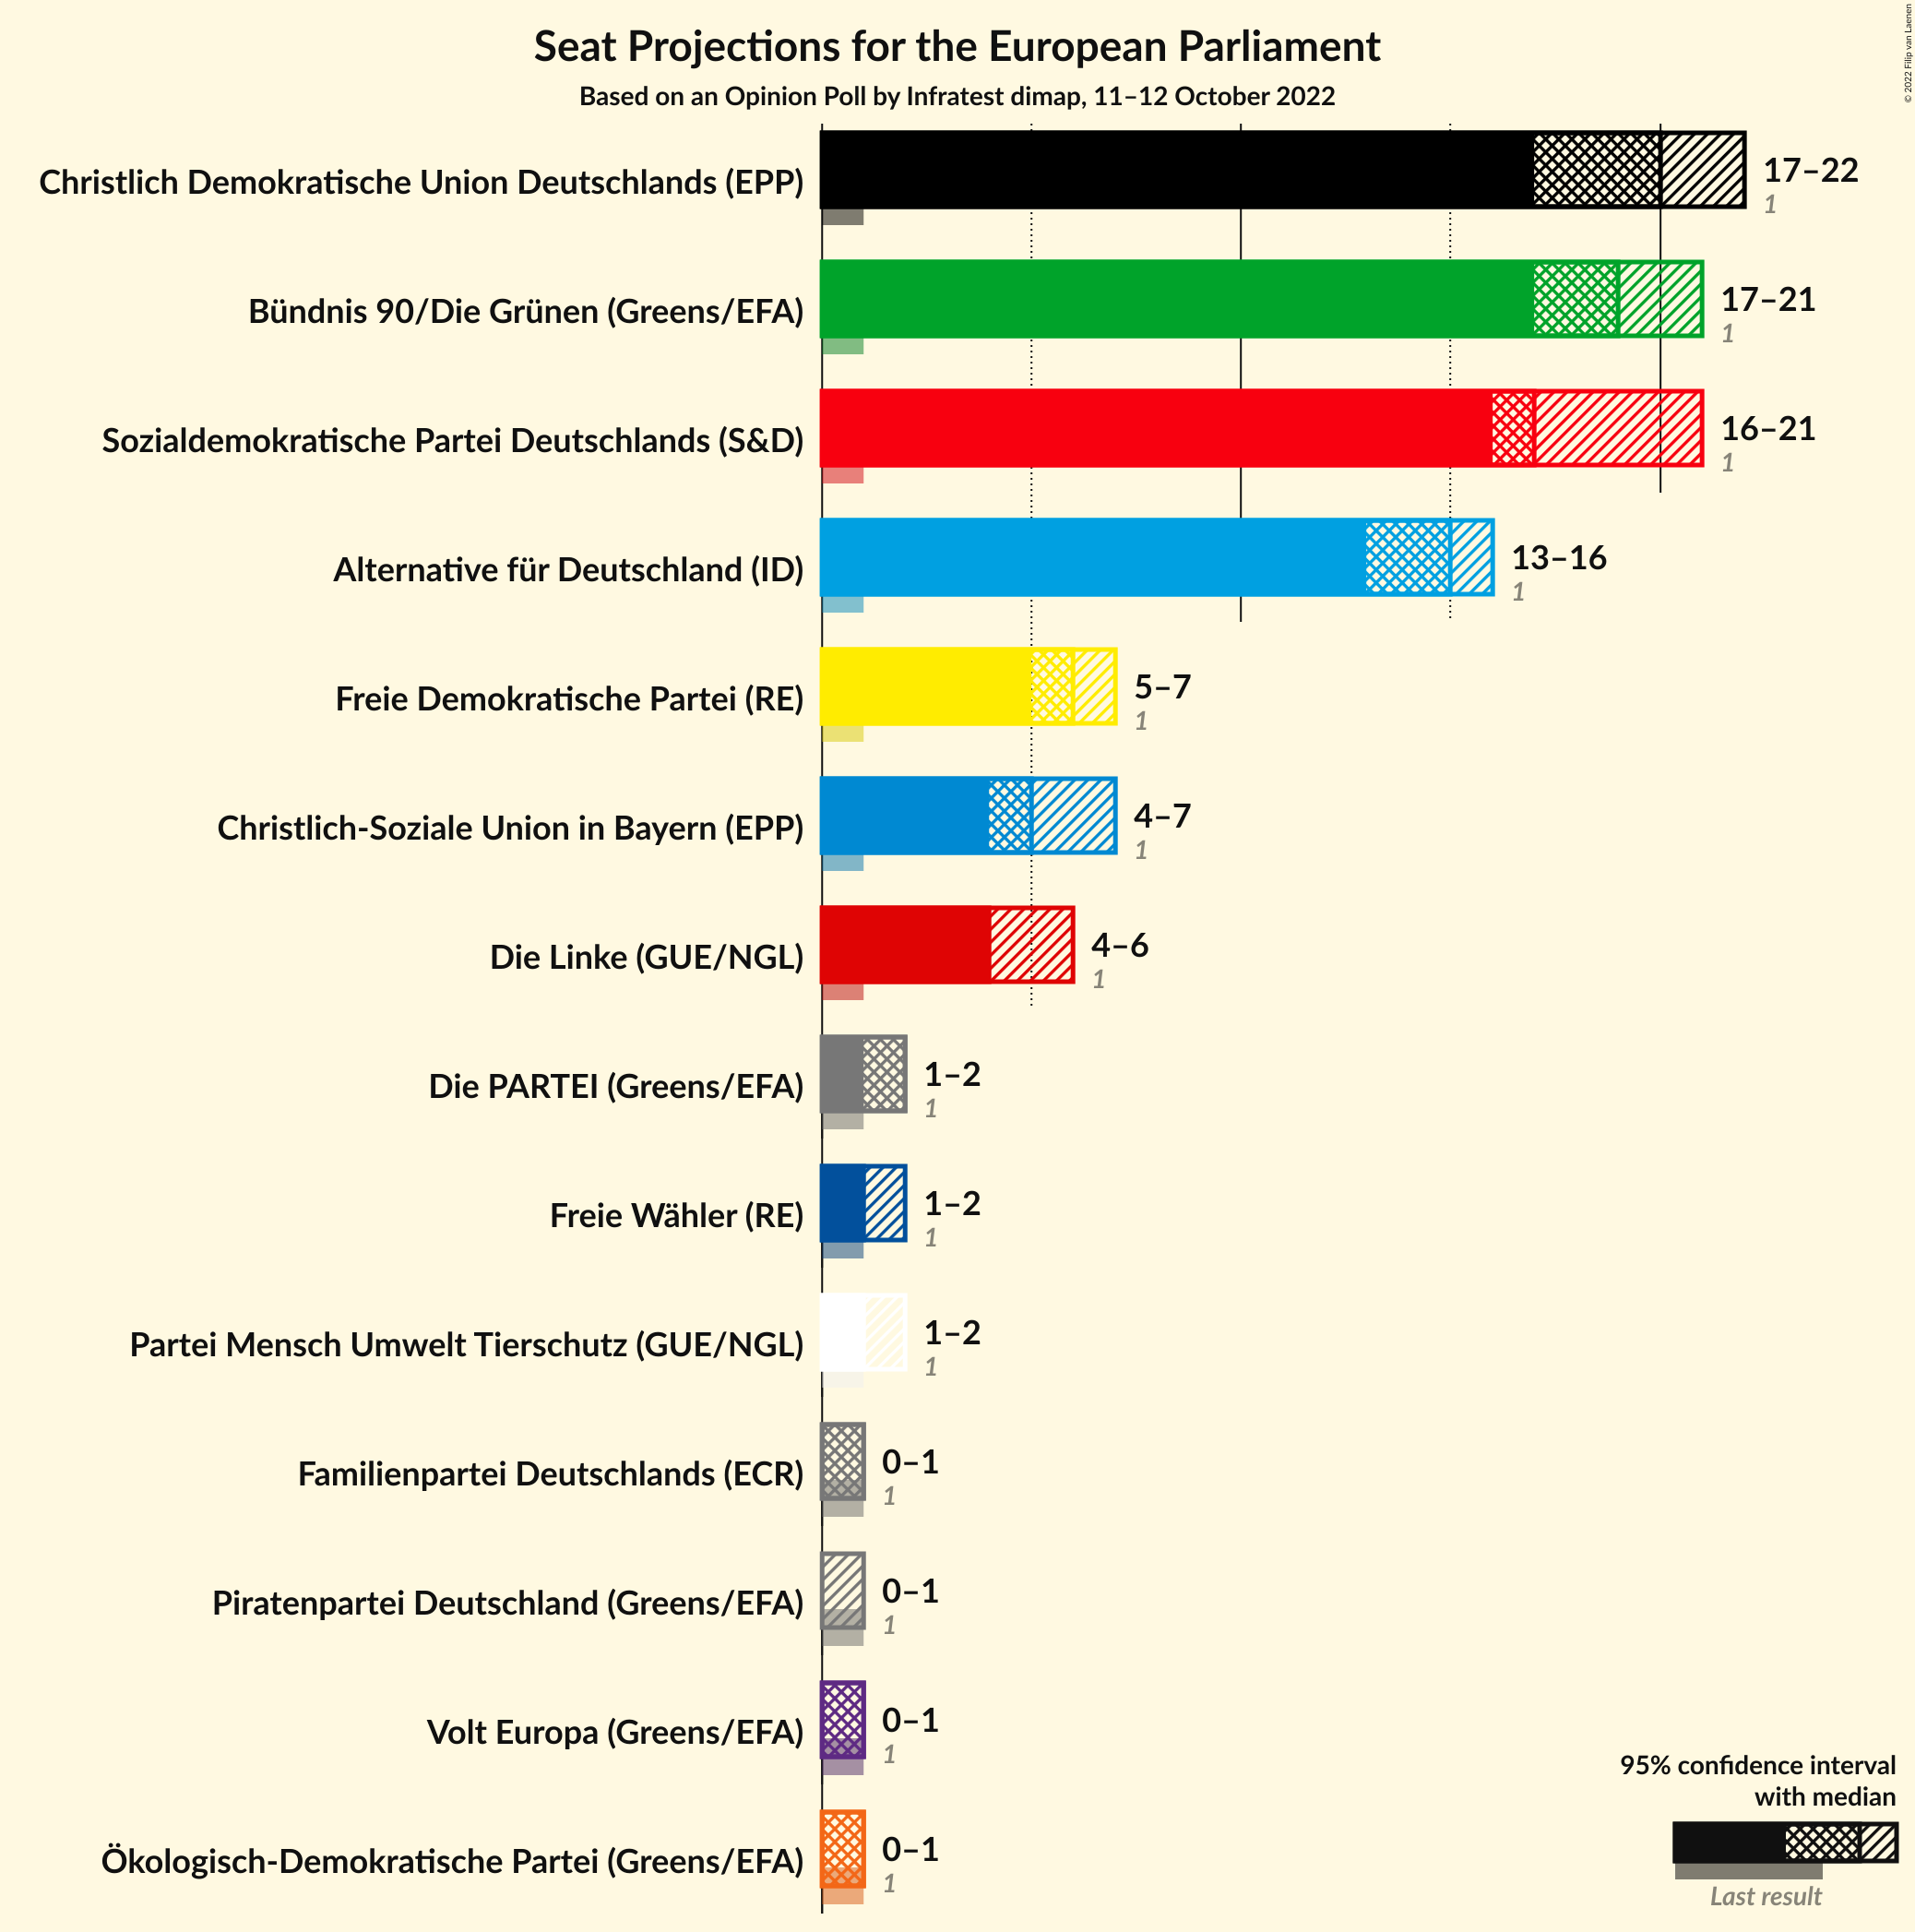 Seat Projections for the European Parliament
Based on an Opinion Poll by Infratest dimap, 11–12 October 2022
© 2022 Filip van Laenen
Christlich Demokratische Union Deutschlands (EPP)
17–22
1
Bündnis 90/Die Grünen (Greens/EFA)
17–21
1
Sozialdemokratische Partei Deutschlands (S&D)
16–21
1
Alternative für Deutschland (ID)
13–16
1
Freie Demokratische Partei (RE)
5–7
1
Christlich-Soziale Union in Bayern (EPP)
4–7
1
Die Linke (GUE/NGL)
4–6
1
Die PARTEI (Greens/EFA)
1–2
1
Freie Wähler (RE)
1–2
1
Partei Mensch Umwelt Tierschutz (GUE/NGL)
1–2
1
Familienpartei Deutschlands (ECR)
0–1
1
Piratenpartei Deutschland (Greens/EFA)
0–1
1
Volt Europa (Greens/EFA)
0–1
1
Ökologisch-Demokratische Partei (Greens/EFA)
0–1
1
95% confidence interval
with median
Last result